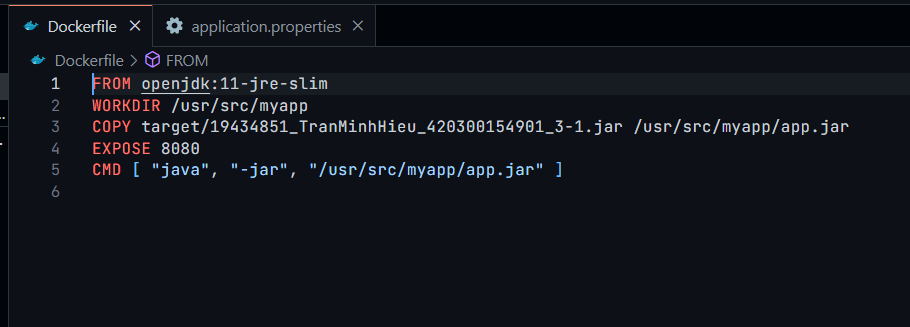 Dockerfile × application.properties ×
Dockerfile > FROM
1 FROM openjdk:11-jre-slim
2 WORKDIR /usr/src/myapp
3 COPY target/19434851_TranMinhHieu_420300154901_3-1.jar /usr/src/myapp/app.jar
4 EXPOSE 8080
5 CMD [ "java", "-jar", "/usr/src/myapp/app.jar" ]
6